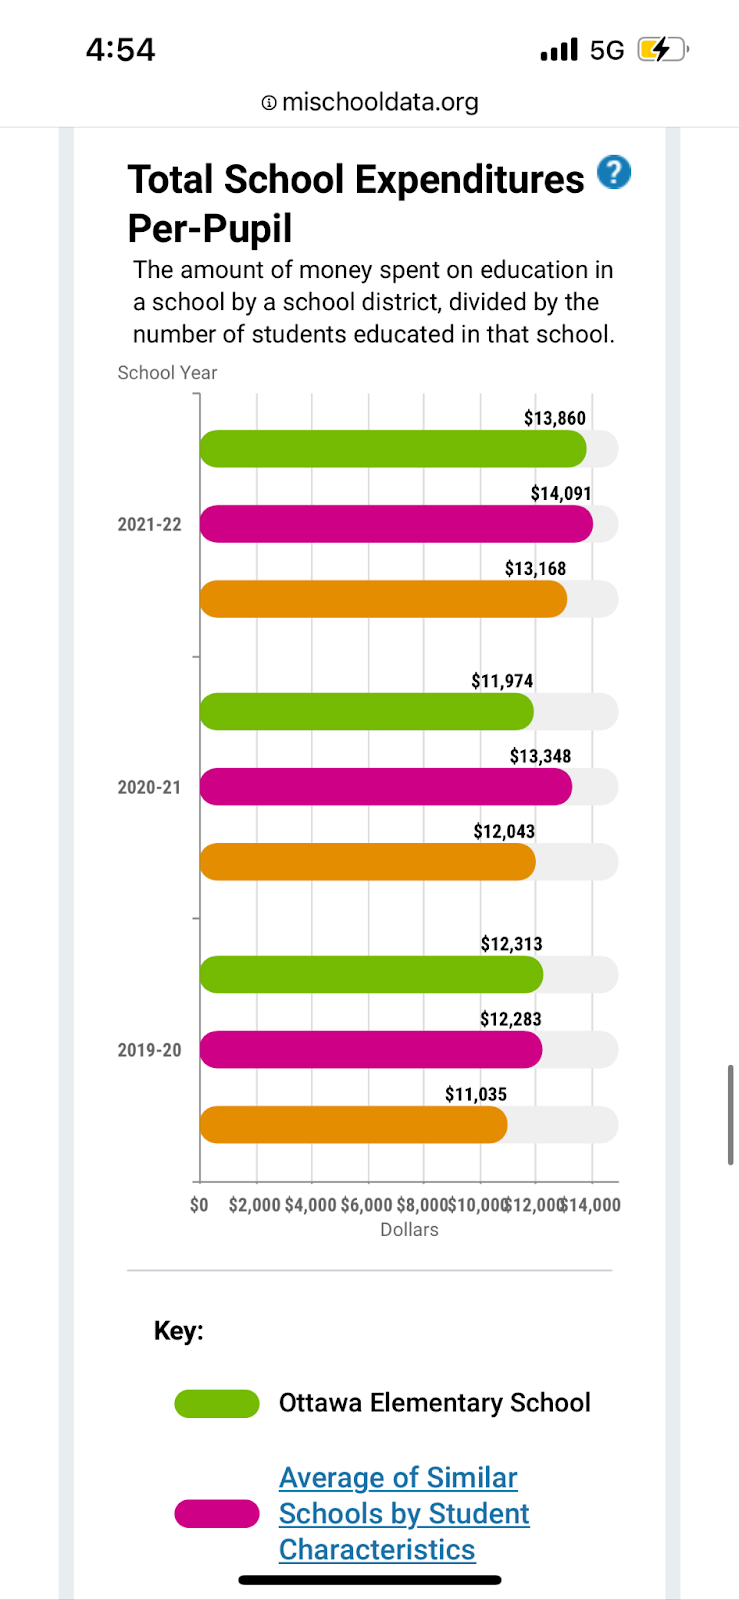 4:54
5G
mischooldata.org
Total School Expenditures
Per-Pupil
?
The amount of money spent on education in
a school by a school district, divided by the
number of students educated in that school.
School Year
$13,860
$14,091
2021-22
$13,168
$11,974
$13,348
2020-21
$12,043
$12,313
$12,283
2019-20
$11,035
$0 $2,000 $4,000 $6,000 $8,000 $10,000 $12,000 $14,000
Dollars
Key:
Ottawa Elementary School
Average of Similar
Schools by Student
Characteristics